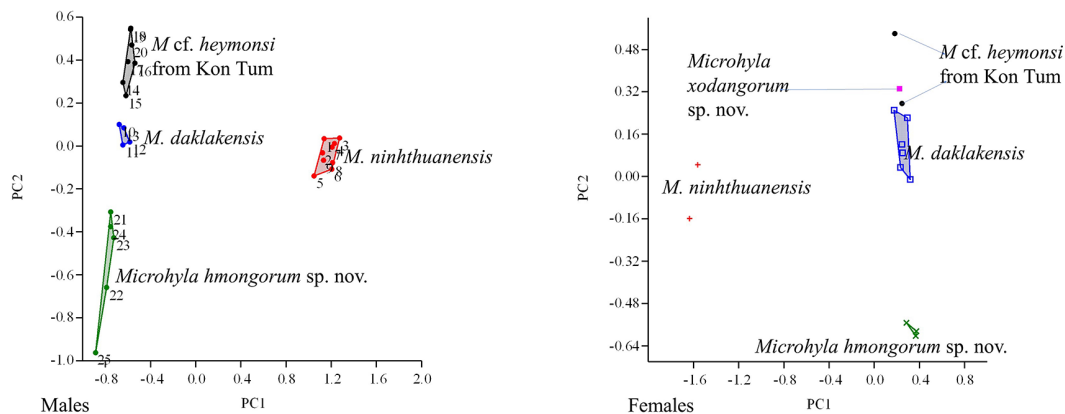 0.6
0.4
0.2
0.0
-0.2
-0.4
-0.6
-0.8
-1.0
PC2
-0.8 -0.4 0.0 0.4 0.8 1.2 1.6 2.0
PC1
Males
M cf. heymonsi
from Kon Tum
20
16
14
15
M. daklakensis
12
11
M. ninhthuanensis
3
8
5
6
21
24
23
Microhyla hmongorum sp. nov.
22
25
0.48
0.32
0.16
0.00
-0.16
-0.32
-0.48
-0.64
PC2
-1.6 -1.2 -0.8 -0.4 0.0 0.4 0.8
PC1
Females
M cf. heymonsi
from Kon Tum
Microhyla
xodangorum
sp. nov.
M. daklakensis
M. ninhthuanensis
Microhyla hmongorum sp. nov.